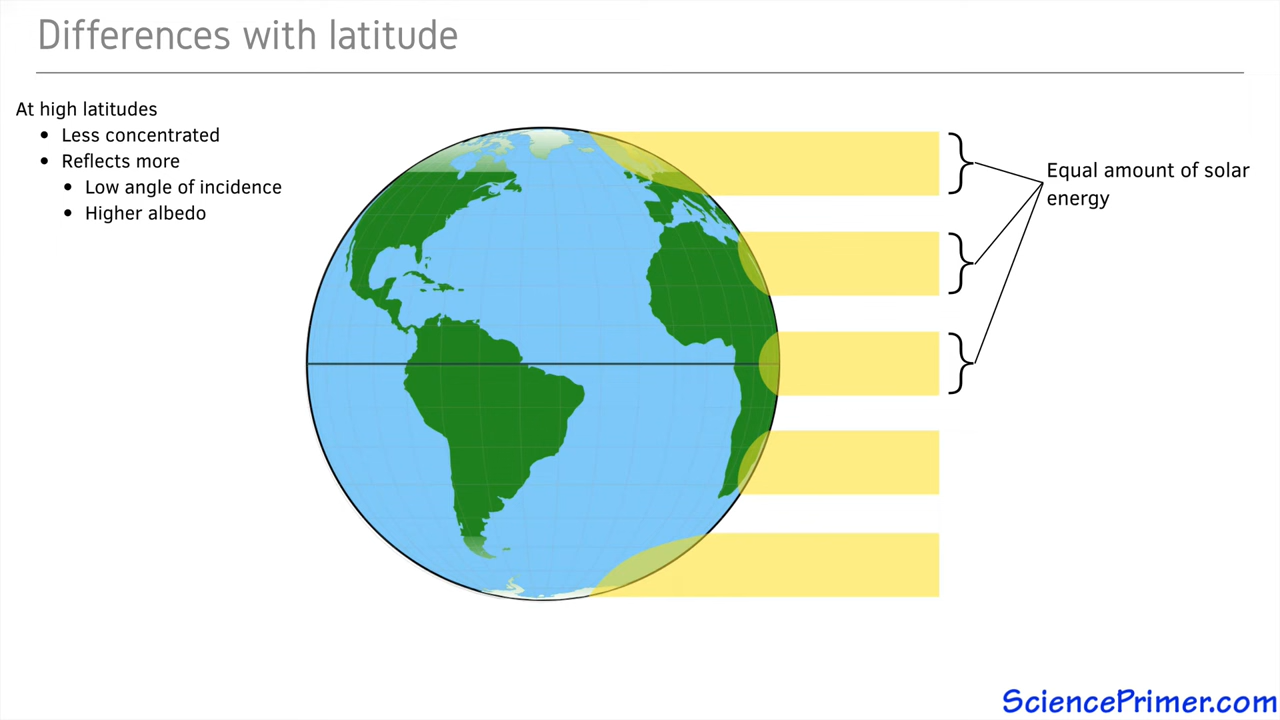 Differences with latitude
At high latitudes
• Less concentrated
• Reflects more
• Low angle of incidence
• Higher albedo
Equal amount of solar
energy
SciencePrimer.com